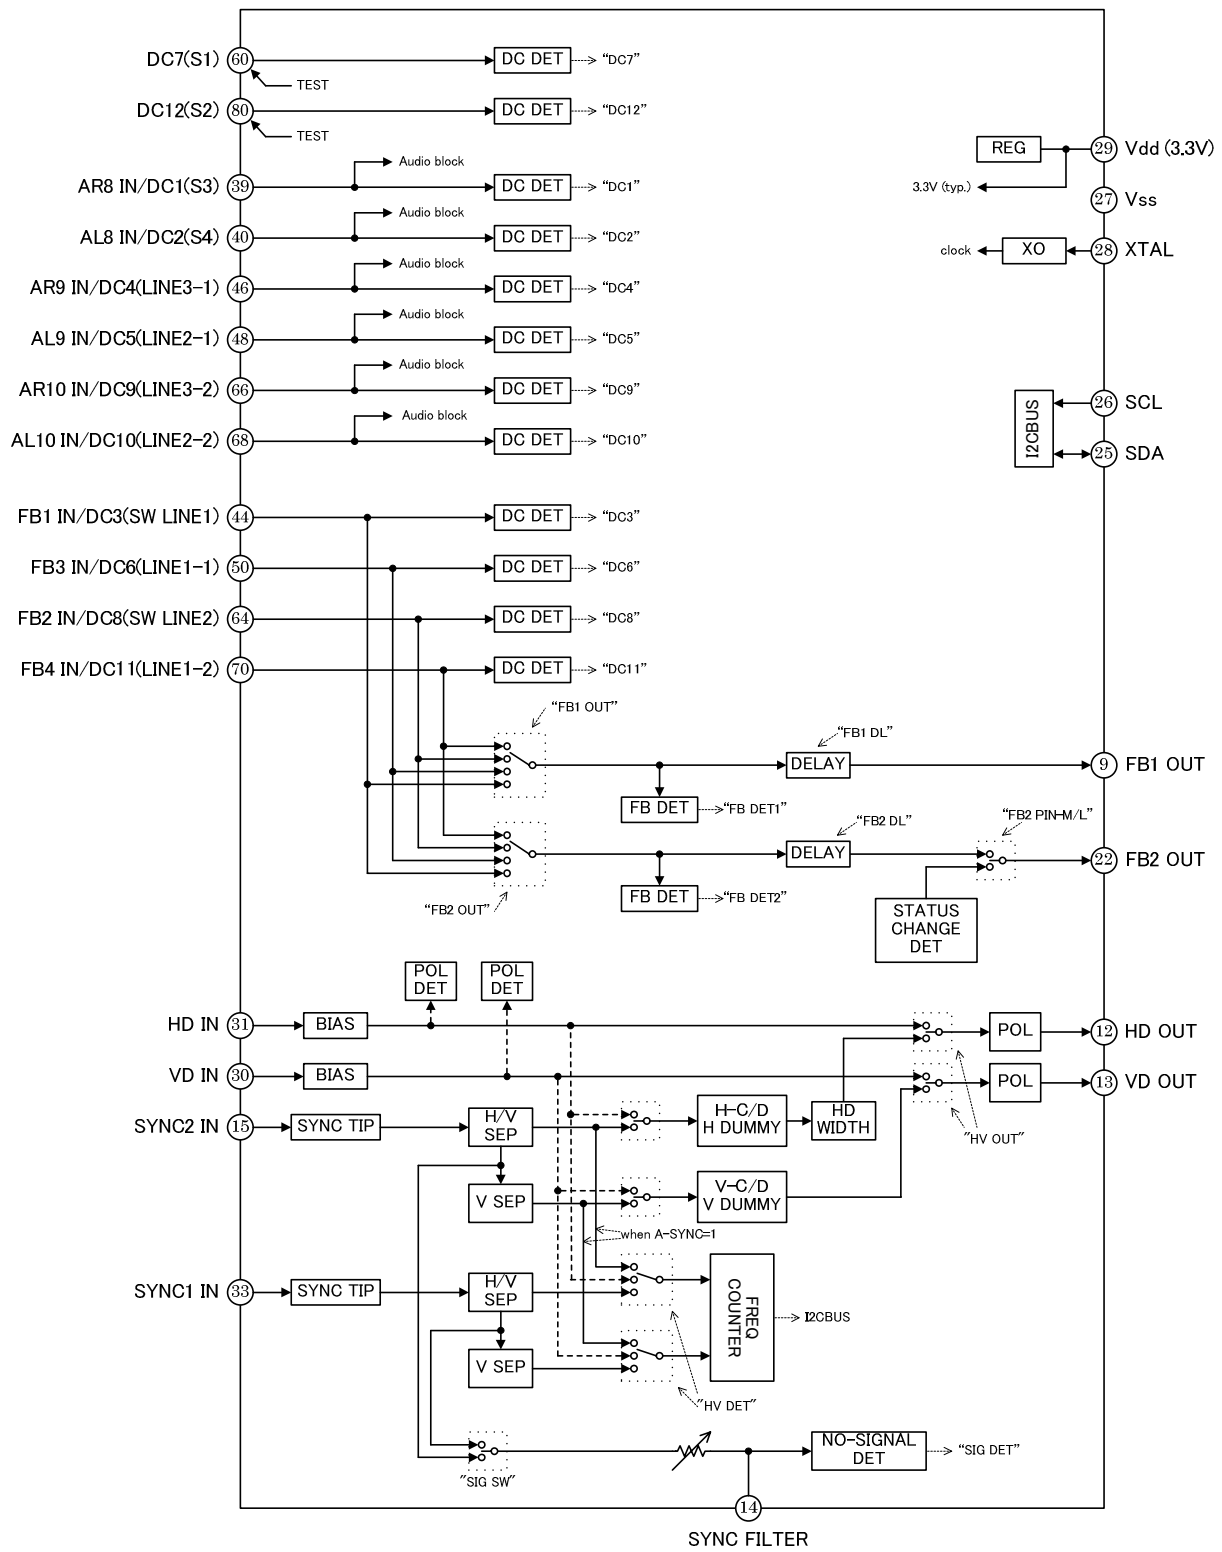 DC7(S1) 60 DC DET “DC7”
TEST
DC12(S2) 80 DC DET “DC12”
TEST
REG 29 Vdd (3.3V)
Audio block
AR8 IN/DC1(S3) 39 DC DET “DC1”
3.3V (typ.)
27 Vss
Audio block
AL8 IN/DC2(S4) 40 DC DET “DC2”
clock XO 28 XTAL
Audio block
AR9 IN/DC4(LINE3-1) 46 DC DET “DC4”
Audio block
AL9 IN/DC5(LINE2-1) 48 DC DET “DC5”
Audio block
AR10 IN/DC9(LINE3-2) 66 DC DET “DC9”
Audio block
AL10 IN/DC10(LINE2-2) 68 DC DET “DC10”
I2CBUS
26 SCL
25 SDA
FB1 IN/DC3(SW LINE1) 44 DC DET “DC3”
FB3 IN/DC6(LINE1-1) 50 DC DET “DC6”
FB2 IN/DC8(SW LINE2) 64 DC DET “DC8”
FB4 IN/DC11(LINE1-2) 70 DC DET “DC11”
“FB1 OUT”
“FB1 DL”
DELAY 9 FB1 OUT
FB DET “FB DET1”
“FB2 DL”
“FB2 PIN-M/L”
DELAY 22 FB2 OUT
FB DET “FB DET2”
“FB2 OUT”
STATUS
CHANGE
DET
POL
DET
POL
DET
HD IN 31 BIAS POL 12 HD OUT
VD IN 30 BIAS POL 13 VD OUT
SYNC2 IN 15 SYNC TIP
H/V
SEP
H-C/D
H DUMMY
HD
WIDTH
"HV OUT"
V SEP
V-C/D
V DUMMY
when A-SYNC=1
SYNC1 IN 33 SYNC TIP
H/V
SEP
FREQ
COUNTER
I2CBUS
V SEP
"HV DET"
"SIG SW"
NO-SIGNAL
DET
“SIG DET”
14
SYNC FILTER